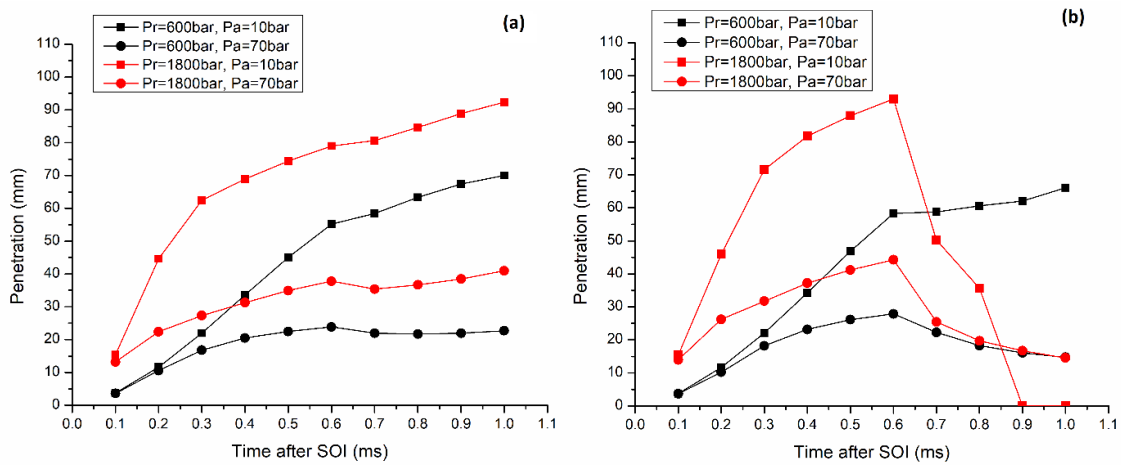 (a)
Pr=600bar, Pa=10bar
Pr=600bar, Pa=70bar
Pr=1800bar, Pa=10bar
Pr=1800bar, Pa=70bar
110
100
90
80
70
60
50
40
30
20
10
0
Penetration (mm)
0.0 0.1 0.2 0.3 0.4 0.5 0.6 0.7 0.8 0.9 1.0 1.1
Time after SOI (ms)
(b)
Pr=600bar, Pa=10bar
Pr=600bar, Pa=70bar
Pr=1800bar, Pa=10bar
Pr=1800bar, Pa=70bar
110
100
90
80
70
60
50
40
30
20
10
0
Penetration (mm)
0.0 0.1 0.2 0.3 0.4 0.5 0.6 0.7 0.8 0.9 1.0 1.1
Time after SOI (ms)